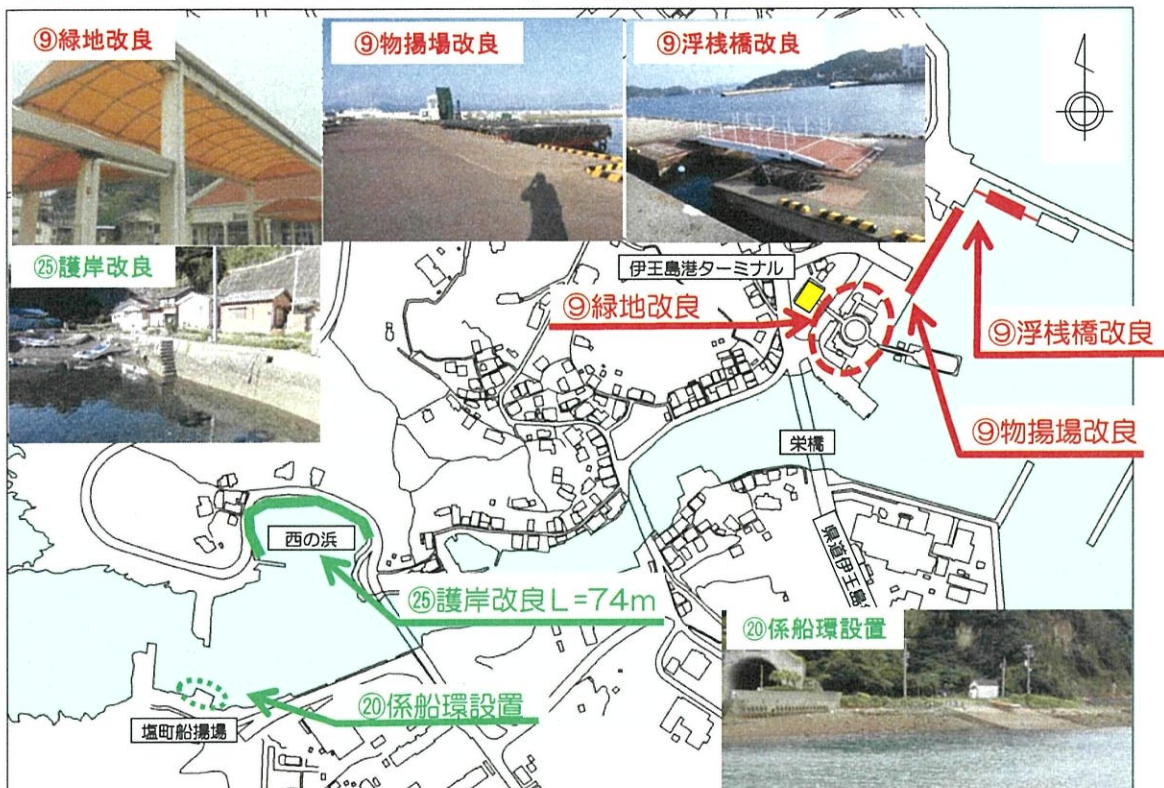 ⑨緑地改良
⑨物揚場改良
⑨浮桟橋改良
㉕護岸改良
伊王島港ターミナル
⑨緑地改良
⑨浮桟橋改良
⑨物揚場改良
栄橋
西の浜
県道伊王島
㉕護岸改良L=74m
⑳係船環設置
⑳係船環設置
塩町船揚場